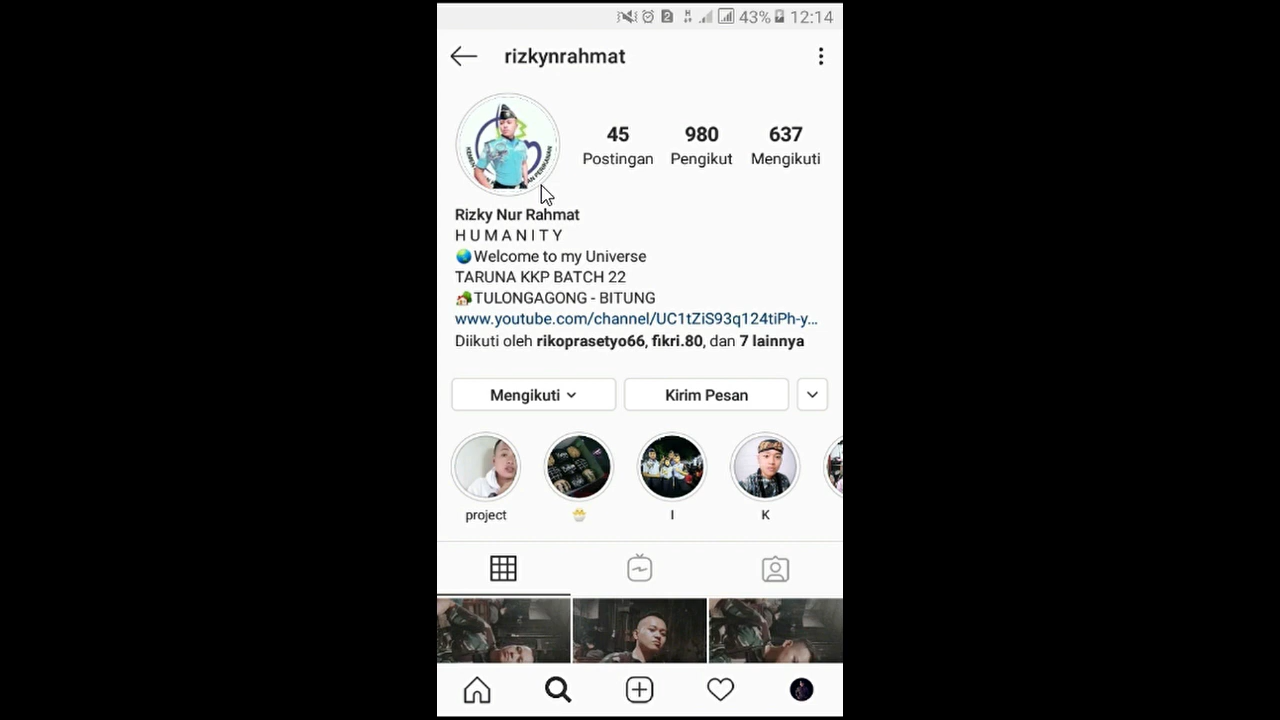 43% 12:14
rizkynrahmat
45 980 637
Postingan Pengikut Mengikuti
Rizky Nur Rahmat
H U M A N I T Y
Welcome to my Universe
TARUNA KKP BATCH 22
TULONGAGONG - BITUNG
www.youtube.com/channel/UC1tZiS93q124tiPh-y...
Diikuti oleh rikoprasetyo66, fikri.80, dan 7 lainnya
Mengikuti Kirim Pesan
project I K